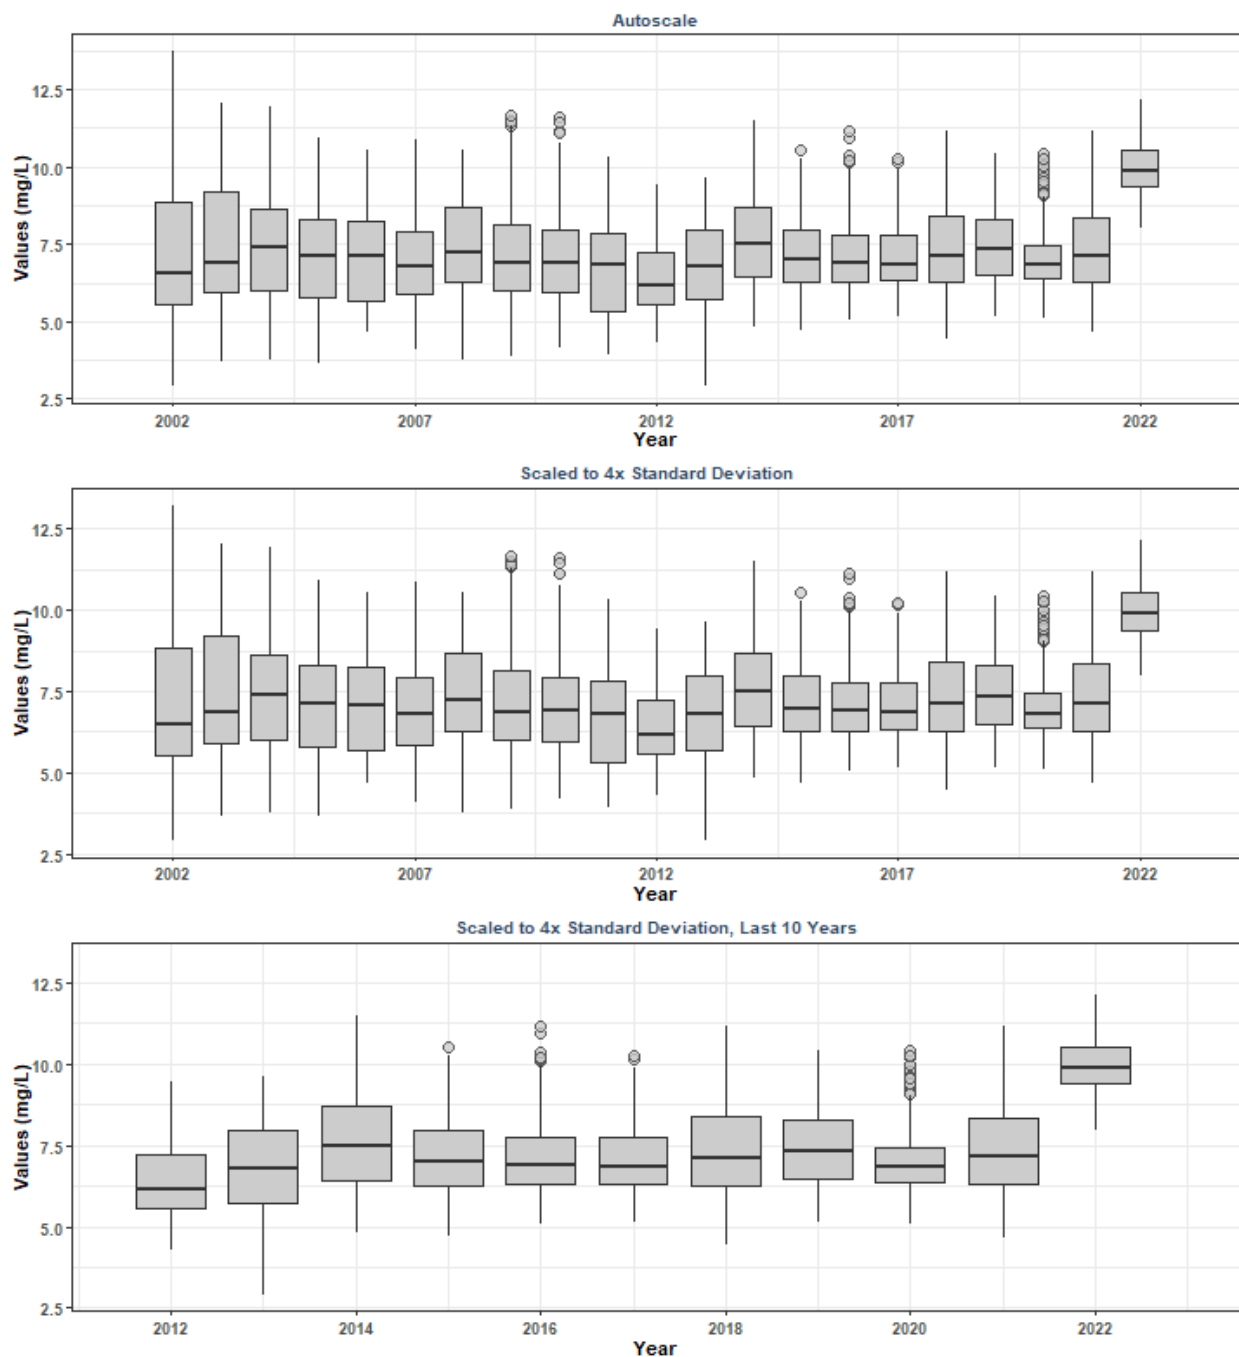 Autoscale
12.5
10.0
7.5
5.0
2.5
Values (mg/L)
2002 2007 2012 2017 2022
Year
Scaled to 4x Standard Deviation
12.5
10.0
7.5
5.0
2.5
Values (mg/L)
2002 2007 2012 2017 2022
Year
Scaled to 4x Standard Deviation, Last 10 Years
12.5
10.0
7.5
5.0
2.5
Values (mg/L)
2012 2014 2016 2018 2020 2022
Year